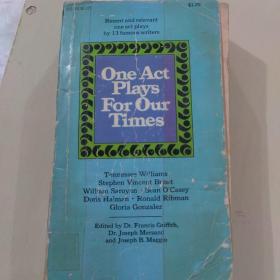 $1.25
Recent and relevant
one act plays
by 13 famous writers
One Act
Plays
For Our
Times
Tennessee Williams
Stephen Vincent Benet
William Saroyan · Sean O'Casey
Doris Halman · Ronald Ribman
Gloria Gonzalez
Edited by Dr. Francis Griffith,
Dr. Joseph Mersand
and Joseph B. Maggio